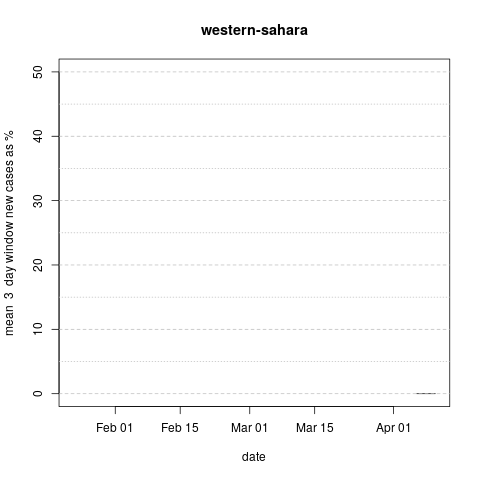 western-sahara
mean  3  day window new cases as %
50
40
30
20
10
0
Feb 01
Feb 15
Mar 01
Mar 15
Apr 01
date